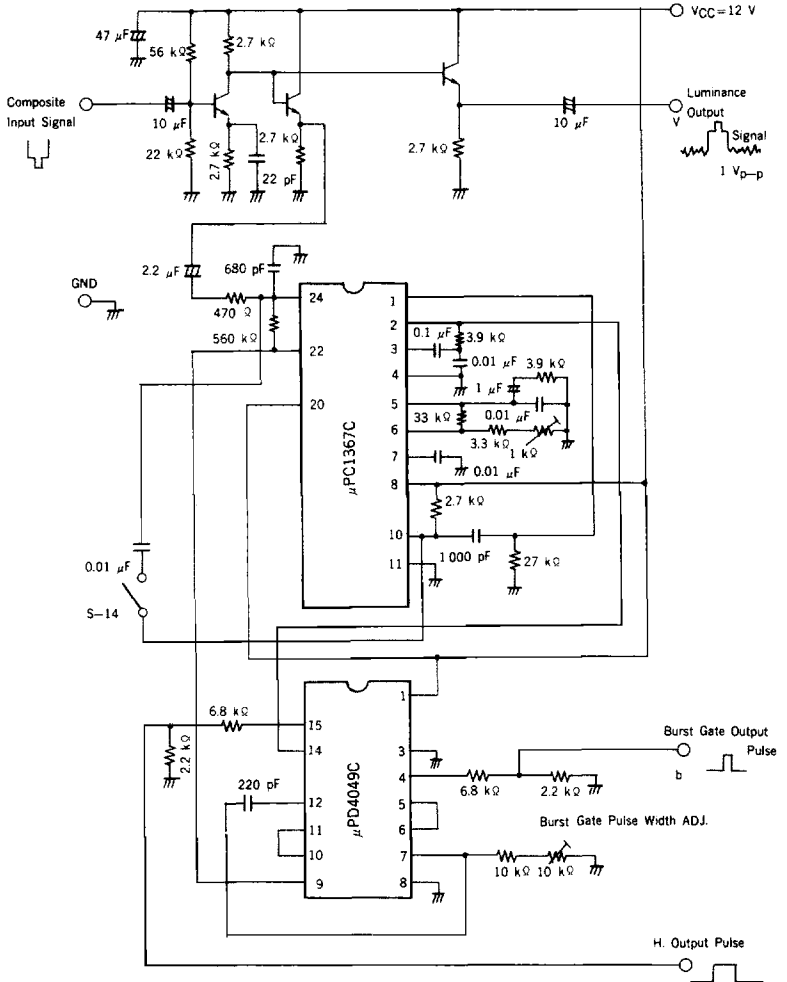 47 μF
56 kΩ
2.7 kΩ
VCC=12 V
Composite
Input Signal
10 μF
22 kΩ
2.7 kΩ
2.7 kΩ
22 pF
2.7 kΩ
10 μF
Luminance
Output
V
Signal
1 Vp-p
2.2 μF
680 pF
GND
470 Ω
560 kΩ
24
22
20
μPC1367C
1
2
3
4
5
6
7
8
10
11
0.1 μF
3.9 kΩ
0.01 μF
3.9 kΩ
1 μF
33 kΩ
0.01 μF
3.3 kΩ
1 kΩ
0.01 μF
2.7 kΩ
1 000 pF
27 kΩ
0.01 μF
S-14
6.8 kΩ
2.2 kΩ
220 pF
15
14
12
11
10
9
μPD4049C
1
3
4
5
6
7
8
6.8 kΩ
2.2 kΩ
Burst Gate Output
Pulse
b
Burst Gate Pulse Width ADJ.
10 kΩ
10 kΩ
H. Output Pulse